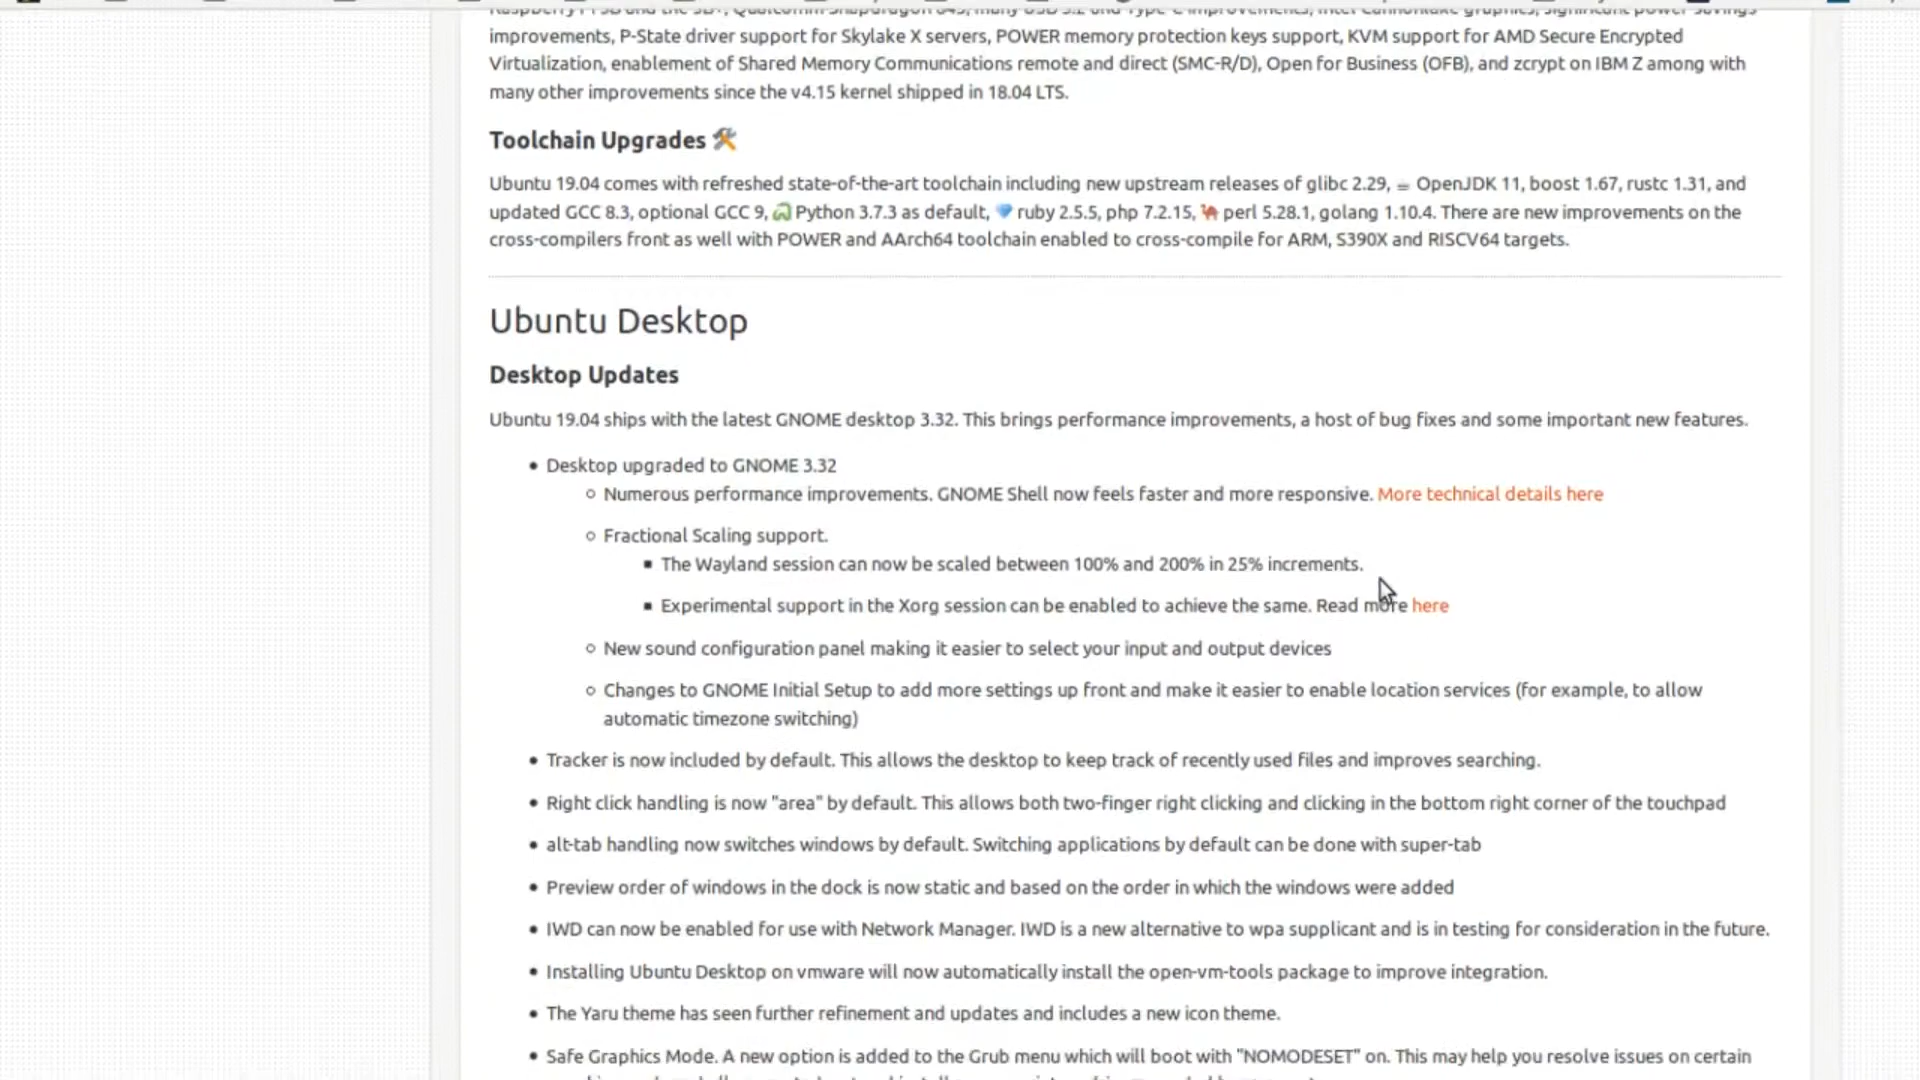 improvements, P-State driver support for Skylake X servers, POWER memory protection keys support, KVM support for AMD Secure Encrypted
Virtualization, enablement of Shared Memory Communications remote and direct (SMC-R/D), Open for Business (OFB), and zcrypt on IBM Z among with
many other improvements since the v4.15 kernel shipped in 18.04 LTS.
Toolchain Upgrades 🛠
Ubuntu 19.04 comes with refreshed state-of-the-art toolchain including new upstream releases of glibc 2.29, ☕ OpenJDK 11, boost 1.67, rustc 1.31, and
updated GCC 8.3, optional GCC 9, 🐍 Python 3.7.3 as default, 💎 ruby 2.5.5, php 7.2.15, 🐪 perl 5.28.1, golang 1.10.4. There are new improvements on the
cross-compilers front as well with POWER and AArch64 toolchain enabled to cross-compile for ARM, S390X and RISCV64 targets.
Ubuntu Desktop
Desktop Updates
Ubuntu 19.04 ships with the latest GNOME desktop 3.32. This brings performance improvements, a host of bug fixes and some important new features.
Desktop upgraded to GNOME 3.32
Numerous performance improvements. GNOME Shell now feels faster and more responsive. More technical details here
Fractional Scaling support.
The Wayland session can now be scaled between 100% and 200% in 25% increments.
Experimental support in the Xorg session can be enabled to achieve the same. Read more here
New sound configuration panel making it easier to select your input and output devices
Changes to GNOME Initial Setup to add more settings up front and make it easier to enable location services (for example, to allow
automatic timezone switching)
Tracker is now included by default. This allows the desktop to keep track of recently used files and improves searching.
Right click handling is now "area" by default. This allows both two-finger right clicking and clicking in the bottom right corner of the touchpad
alt-tab handling now switches windows by default. Switching applications by default can be done with super-tab
Preview order of windows in the dock is now static and based on the order in which the windows were added
IWD can now be enabled for use with Network Manager. IWD is a new alternative to wpa supplicant and is in testing for consideration in the future.
Installing Ubuntu Desktop on vmware will now automatically install the open-vm-tools package to improve integration.
The Yaru theme has seen further refinement and updates and includes a new icon theme.
Safe Graphics Mode. A new option is added to the Grub menu which will boot with "NOMODESET" on. This may help you resolve issues on certain